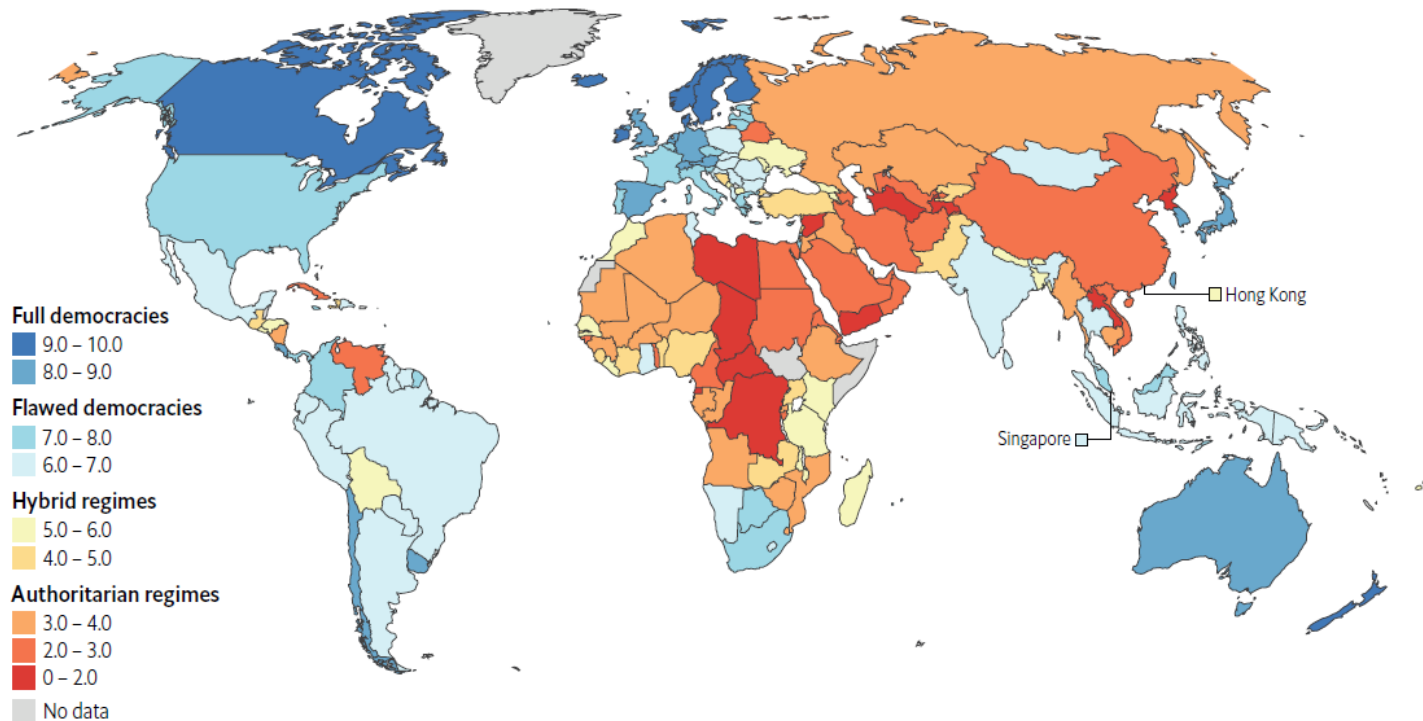 Full democracies
9.0 – 10.0
8.0 – 9.0
Flawed democracies
7.0 – 8.0
6.0 – 7.0
Hybrid regimes
5.0 – 6.0
4.0 – 5.0
Authoritarian regimes
3.0 – 4.0
2.0 – 3.0
0 – 2.0
No data
Hong Kong
Singapore